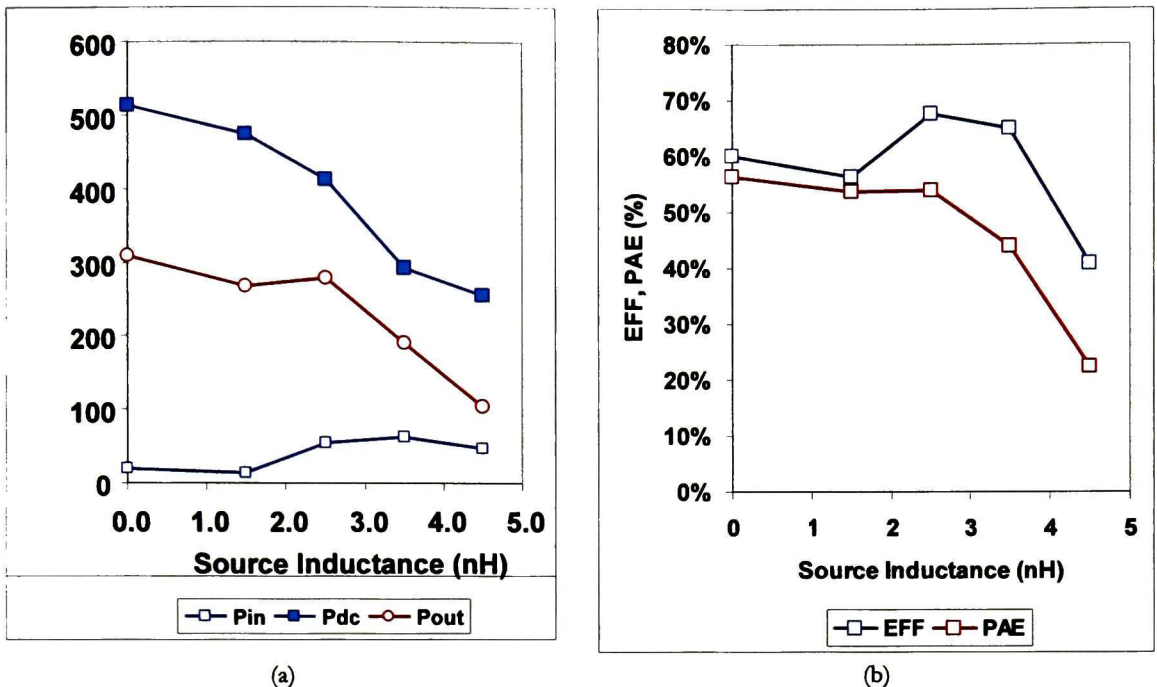 600
500
400
300
200
100
0
0.0 1.0 2.0 3.0 4.0 5.0
Source Inductance (nH)
Pin Pdc Pout
(a)
80%
70%
60%
50%
40%
30%
20%
10%
0%
EFF, PAE (%)
0 1 2 3 4 5
Source Inductance (nH)
EFF PAE
(b)